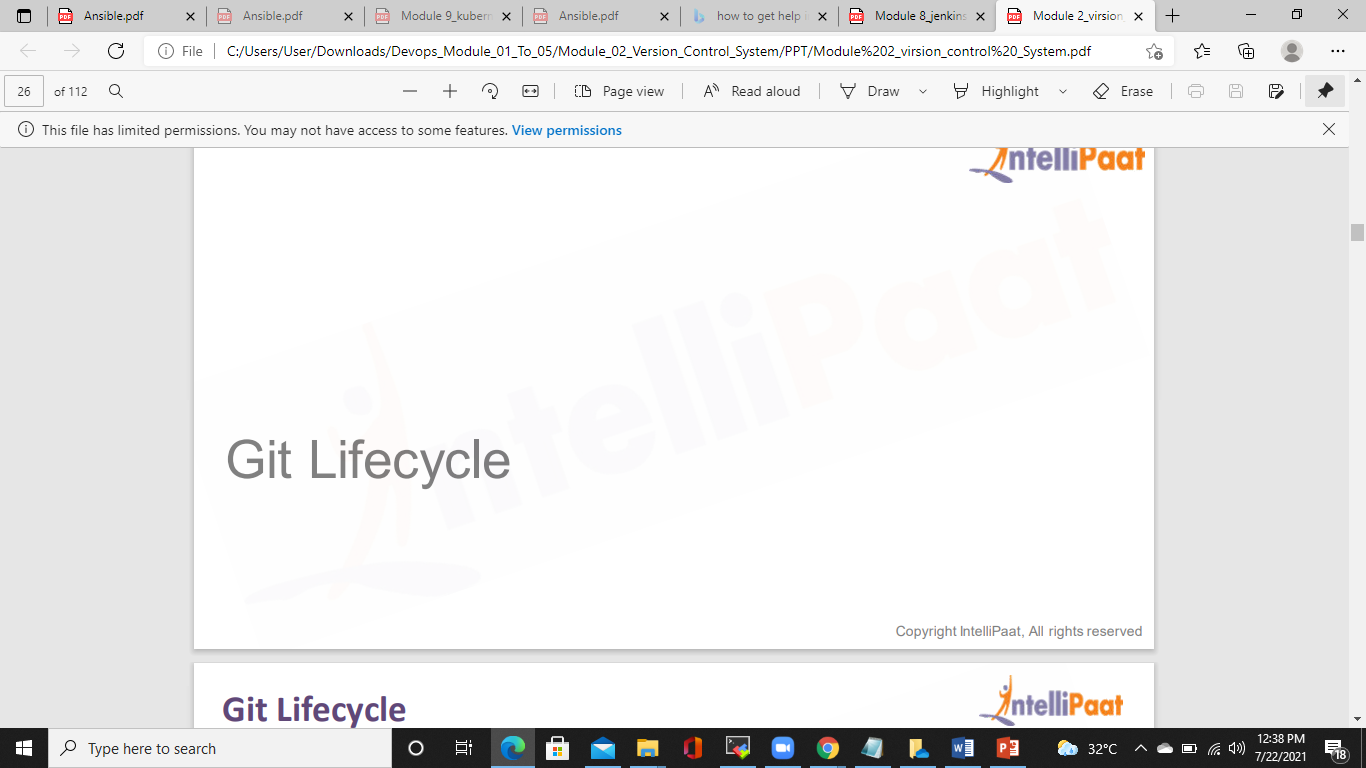 Ansible.pdf
Ansible.pdf
Module 9_kubern
Ansible.pdf
how to get help i
Module 8_jenkins
Module 2_virsion
File
C:/Users/User/Downloads/Devops_Module_01_To_05/Module_02_Version_Control_System/PPT/Module%202_virsion_control%20_System.pdf
26 of 112
Page view
Read aloud
Draw
Highlight
Erase
This file has limited permissions. You may not have access to some features. View permissions
IntelliPaat
IntelliPaat
Git Lifecycle
Copyright IntelliPaat, All rights reserved
Git Lifecycle
IntelliPaat
Type here to search
32°C
12:38 PM
7/22/2021
18